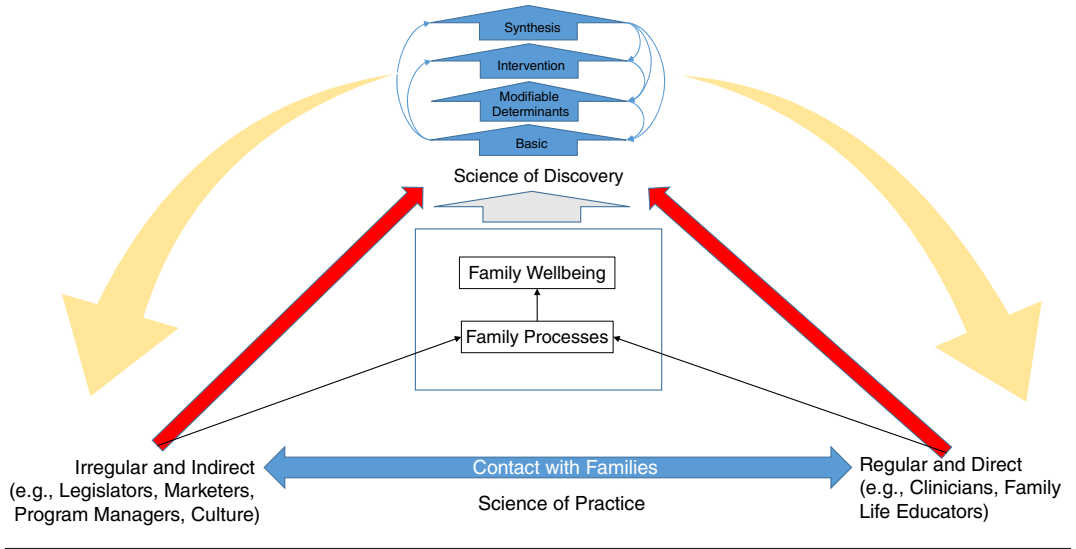 Synthesis
Intervention
Modifiable
Determinants
Basic
Science of Discovery
Family Wellbeing
Family Processes
Contact with Families
Science of Practice
Irregular and Indirect
(e.g., Legislators, Marketers,
Program Managers, Culture)
Regular and Direct
(e.g., Clinicians, Family
Life Educators)